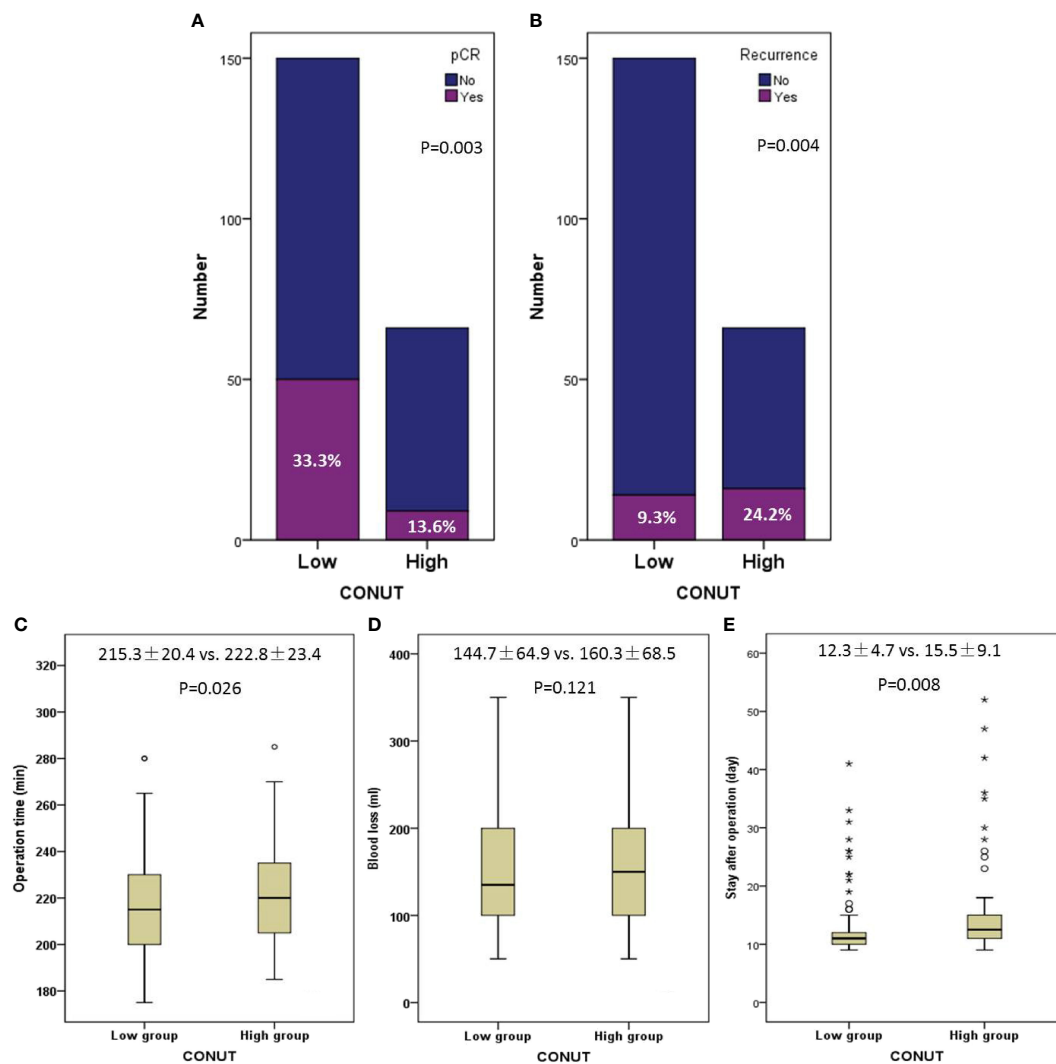 A
pCR
No
Yes
P=0.003
150
100
50
0
Number
33.3%
13.6%
Low
High
CONUT
B
Recurrence
No
Yes
P=0.004
150
100
50
0
Number
9.3%
24.2%
Low
High
CONUT
C
215.3±20.4 vs. 222.8±23.4
P=0.026
320
300
280
260
240
220
200
180
Operation time (min)
Low group
High group
CONUT
D
144.7±64.9 vs. 160.3±68.5
P=0.121
400
300
200
100
0
Blood loss (ml)
Low group
High group
CONUT
E
12.3±4.7 vs. 15.5±9.1
P=0.008
60
50
40
30
20
10
0
Stay after operation (day)
Low group
High group
CONUT